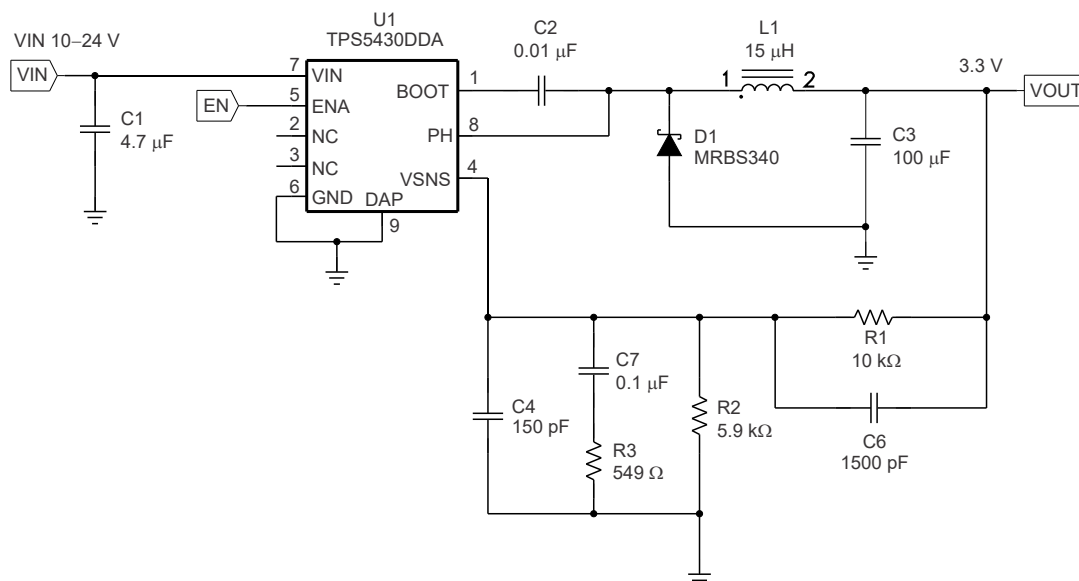 VIN 10–24 V
VIN
C1
4.7 μF
EN
U1
TPS5430DDA
7
VIN
5
ENA
2
NC
3
NC
6
GND
DAP
9
BOOT
1
PH
8
VSNS
4
C2
0.01 μF
L1
15 μH
1
2
D1
MRBS340
C3
100 μF
3.3 V
VOUT
C4
150 pF
C7
0.1 μF
R3
549 Ω
R2
5.9 kΩ
R1
10 kΩ
C6
1500 pF